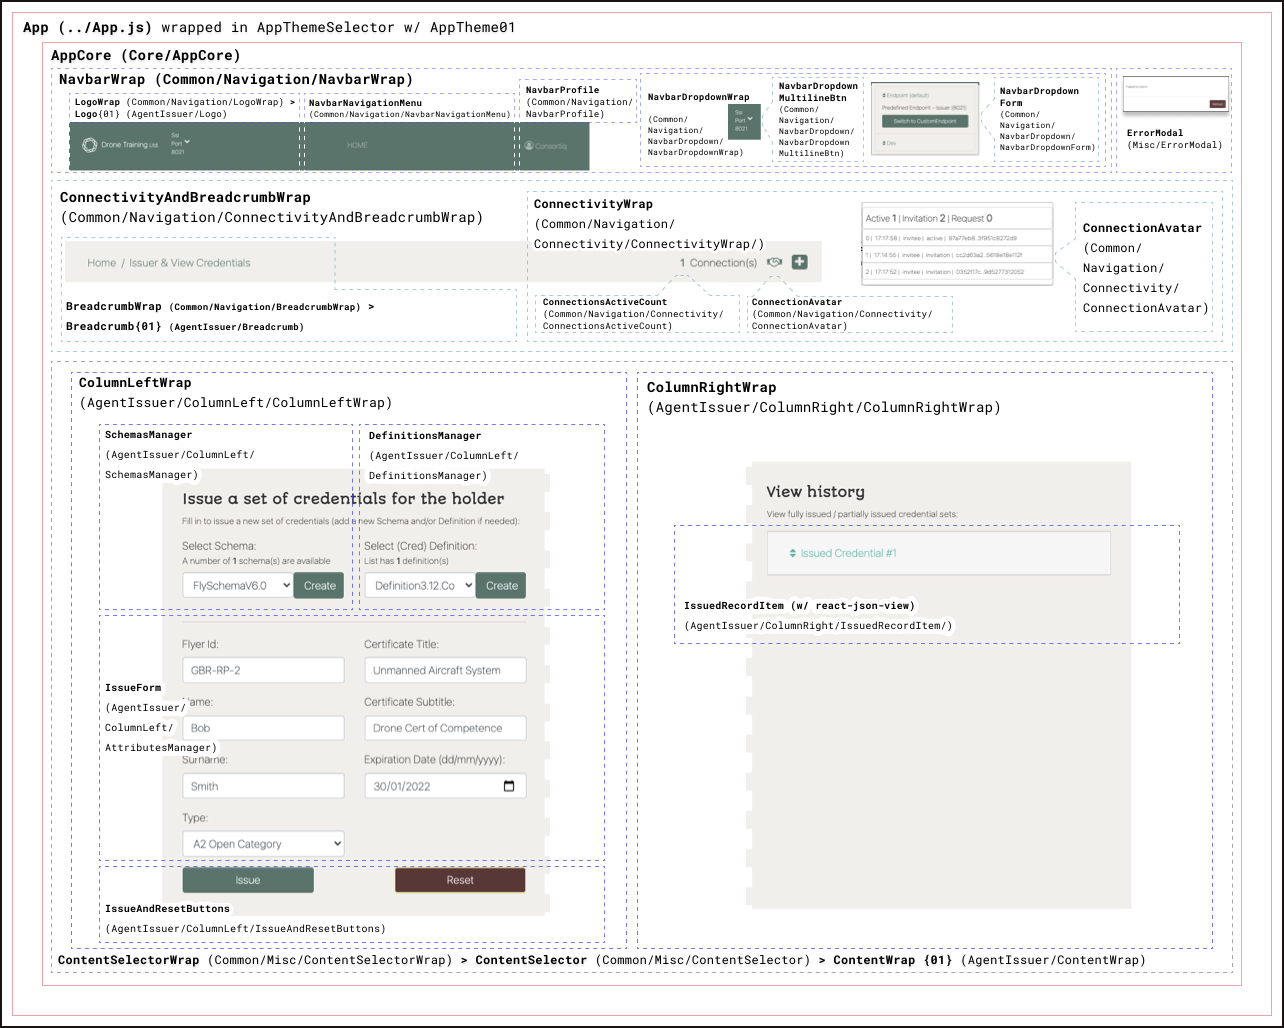 App (../App.js) wrapped in AppThemeSelector w/ AppTheme01
AppCore (Core/AppCore)
NavbarWrap (Common/Navigation/NavbarWrap)
LogoWrap (Common/Navigation/LogoWrap) >
Logo{01} (AgentIssuer/Logo)
NavbarNavigationMenu
(Common/Navigation/NavbarNavigationMenu)
NavbarProfile
(Common/Navigation/
NavbarProfile)
Drone Training Ltd
Ssi
Port
8021
HOME
Consortiq
NavbarDropdownWrap
(Common/
Navigation/
NavbarDropdown/
NavbarDropdownWrap)
Ssi
Port
8021
NavbarDropdown
MultilineBtn
(Common/
Navigation/
NavbarDropdown/
NavbarDropdown
MultilineBtn)
Endpoint (default)
Predefined Endpoint – Issuer (8021)
Switch to CustomEndpoint
Dev
NavbarDropdown
Form
(Common/
Navigation/
NavbarDropdown/
NavbarDropdownForm)
ErrorModal
(Misc/ErrorModal)
ConnectivityAndBreadcrumbWrap
(Common/Navigation/ConnectivityAndBreadcrumbWrap)
Home / Issuer & View Credentials
BreadcrumbWrap (Common/Navigation/BreadcrumbWrap) >
Breadcrumb{01} (AgentIssuer/Breadcrumb)
ConnectivityWrap
(Common/Navigation/
Connectivity/ConnectivityWrap/)
1 Connection(s)
ConnectionsActiveCount
(Common/Navigation/Connectivity/
ConnectionsActiveCount)
ConnectionAvatar
(Common/Navigation/Connectivity/
ConnectionAvatar)
Active 1 | Invitation 2 | Request 0
0 | 17:17:58 | invitee | active | 97a77eb8...3f951c9272d9
1 | 17:14:55 | invitee | invitation | cc2d63a2...5618e18e112f
2 | 17:17:52 | invitee | invitation | 0352f17c...9d5277312052
ConnectionAvatar
(Common/
Navigation/
Connectivity/
ConnectionAvatar)
ColumnLeftWrap
(AgentIssuer/ColumnLeft/ColumnLeftWrap)
SchemasManager
(AgentIssuer/ColumnLeft/
SchemasManager)
DefinitionsManager
(AgentIssuer/ColumnLeft/
DefinitionsManager)
Issue a set of credentials for the holder
Fill in to issue a new set of credentials (add a new Schema and/or Definition if needed):
Select Schema:
A number of 1 schema(s) are available
FlySchemaV6.0
Create
Select (Cred) Definition:
List has 1 definition(s)
Definition3.12.Co
Create
Flyer Id:
GBR-RP-2
Certificate Title:
Unmanned Aircraft System
IssueForm
(AgentIssuer/
ColumnLeft/
AttributesManager)
Name:
Bob
Certificate Subtitle:
Drone Cert of Competence
Surname:
Smith
Expiration Date (dd/mm/yyyy):
30/01/2022
Type:
A2 Open Category
Issue
Reset
IssueAndResetButtons
(AgentIssuer/ColumnLeft/IssueAndResetButtons)
ColumnRightWrap
(AgentIssuer/ColumnRight/ColumnRightWrap)
View history
View fully issued / partially issued credential sets:
Issued Credential #1
IssuedRecordItem (w/ react-json-view)
(AgentIssuer/ColumnRight/IssuedRecordItem/)
ContentSelectorWrap (Common/Misc/ContentSelectorWrap) > ContentSelector (Common/Misc/ContentSelector) > ContentWrap {01} (AgentIssuer/ContentWrap)